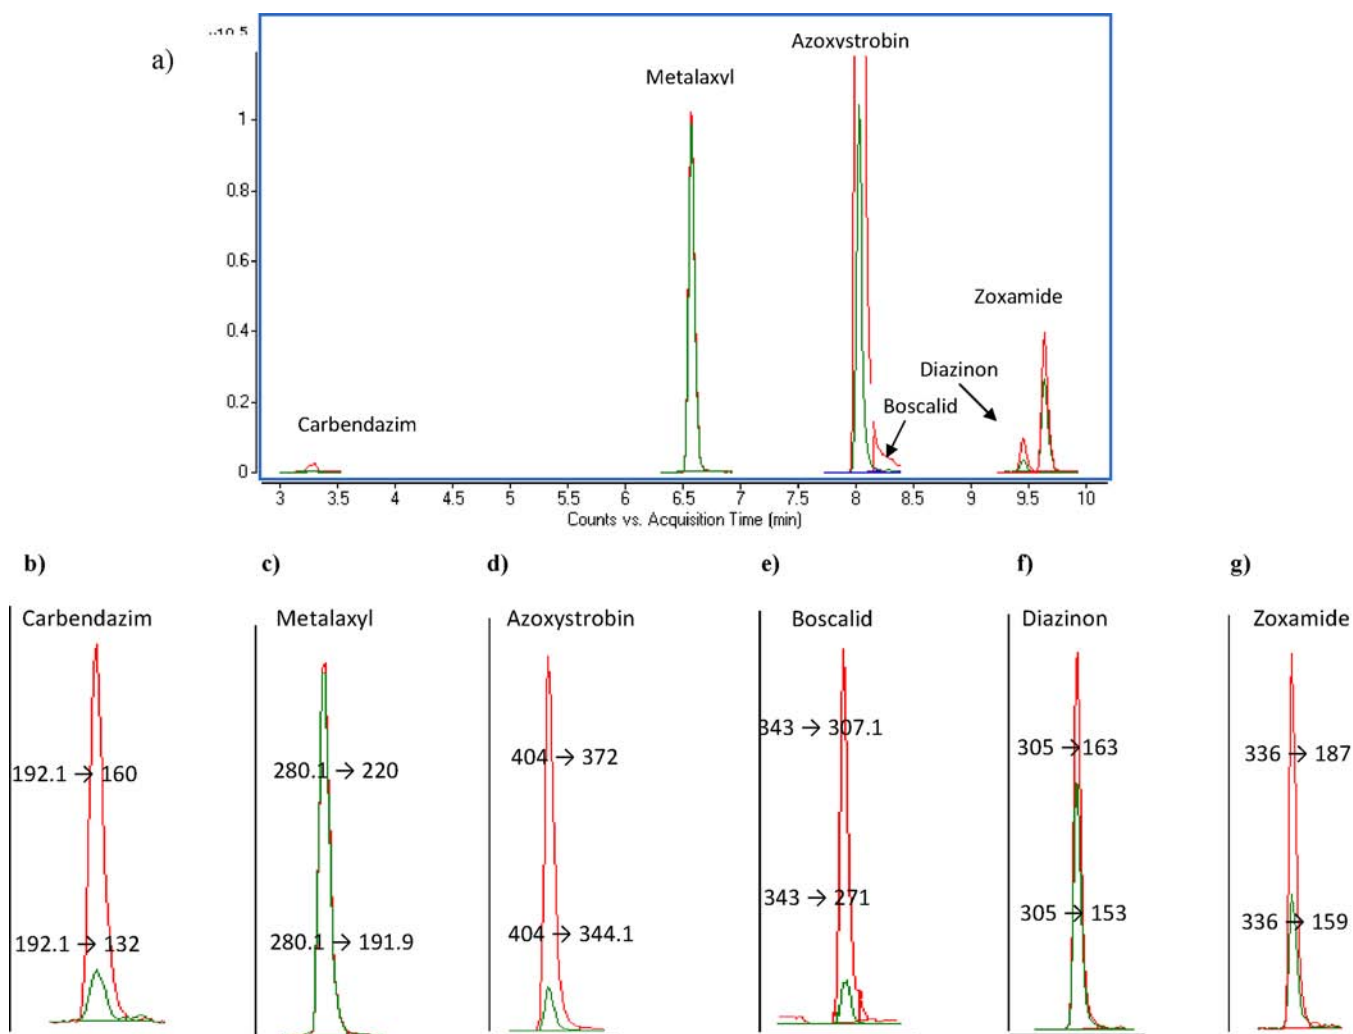 a)
Azoxystrobin
Metalaxyl
1
0.8
0.6
Zoxamide
0.4
Diazinon
0.2
Boscalid
Carbendazim
0
3 3.5 4 4.5 5 5.5 6 6.5 7 7.5 8 8.5 9 9.5 10
Counts vs. Acquisition Time (min)
b) c) d) e) f) g)
Carbendazim Metalaxyl Azoxystrobin Boscalid Diazinon Zoxamide
192.1 → 160 280.1 → 220 404 → 372 343 → 307.1 305 → 163 336 → 187
192.1 → 132 280.1 → 191.9 404 → 344.1 343 → 271 305 → 153 336 → 159